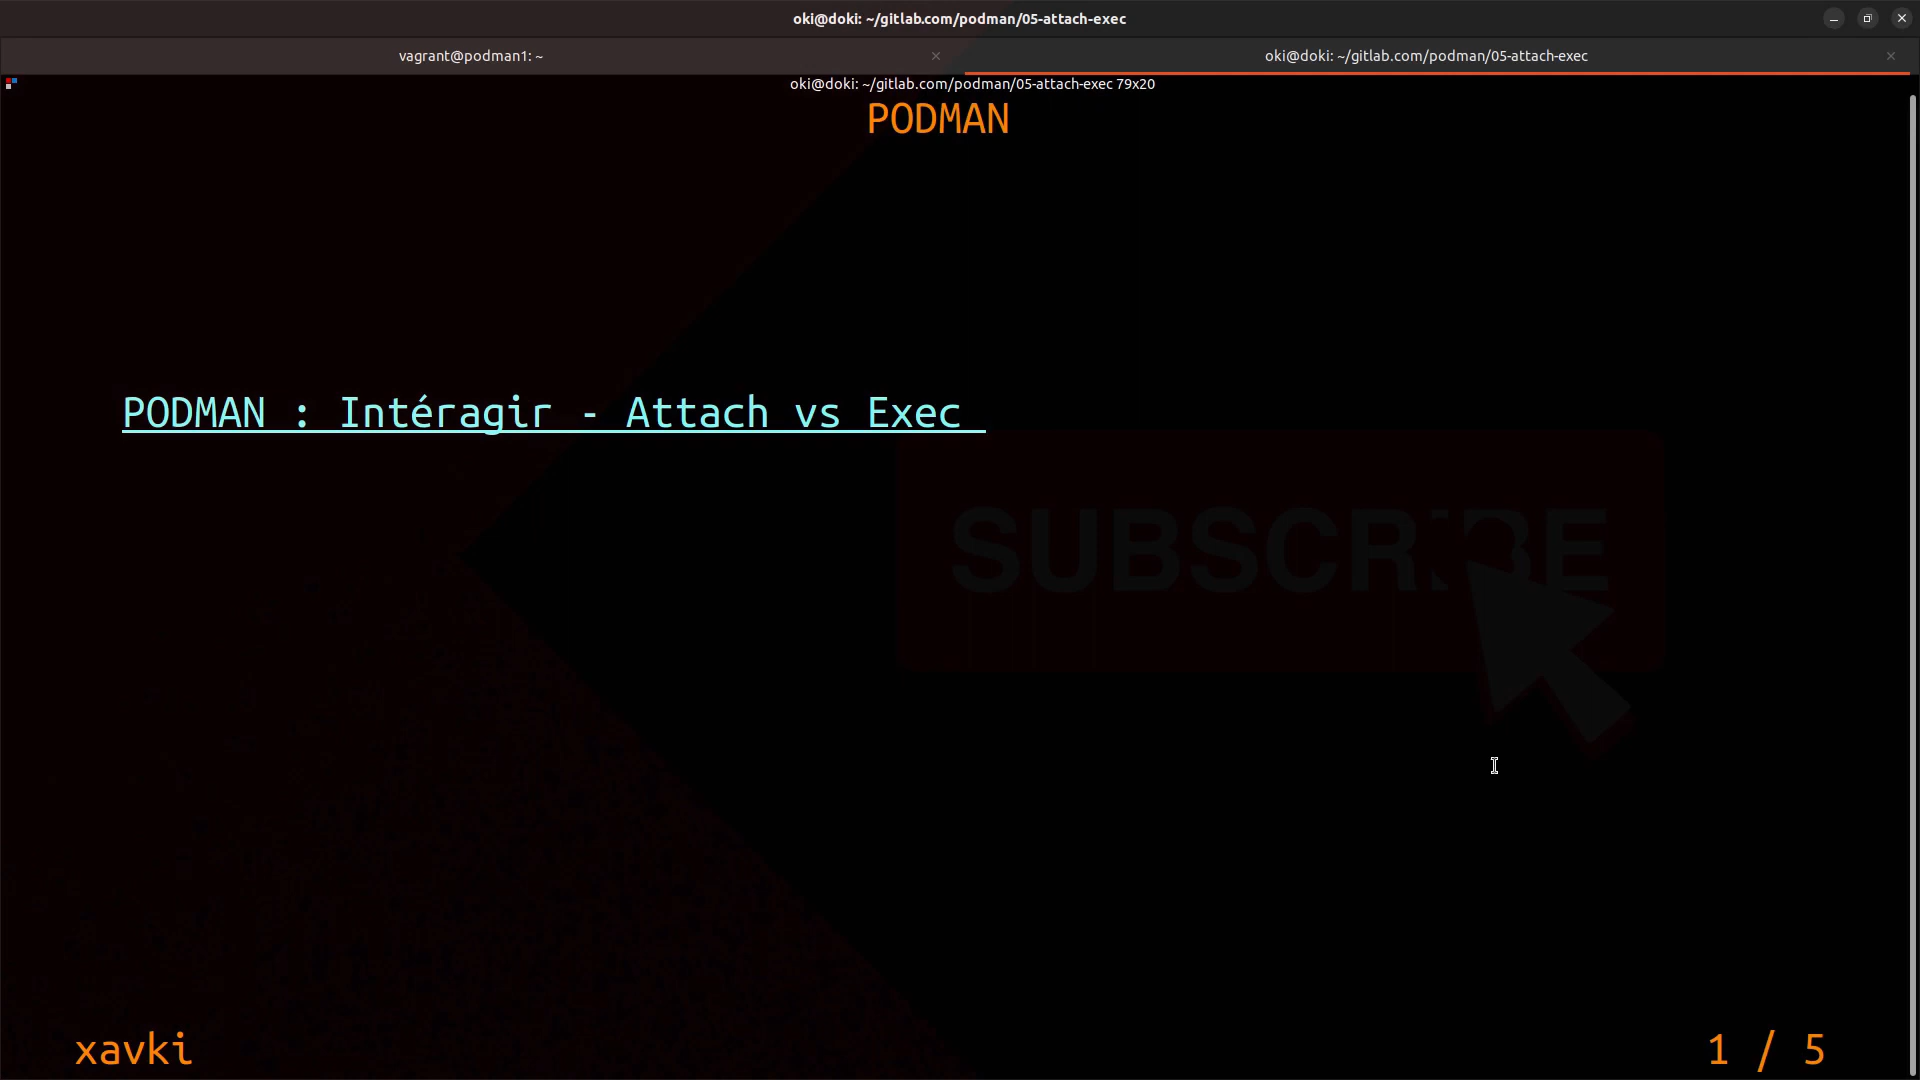 oki@doki: ~/gitlab.com/podman/05-attach-exec
vagrant@podman1: ~
oki@doki: ~/gitlab.com/podman/05-attach-exec
oki@doki: ~/gitlab.com/podman/05-attach-exec 79x20
PODMAN
PODMAN : Intéragir - Attach vs Exec
SUBSCRIBE
xavki
1 / 5